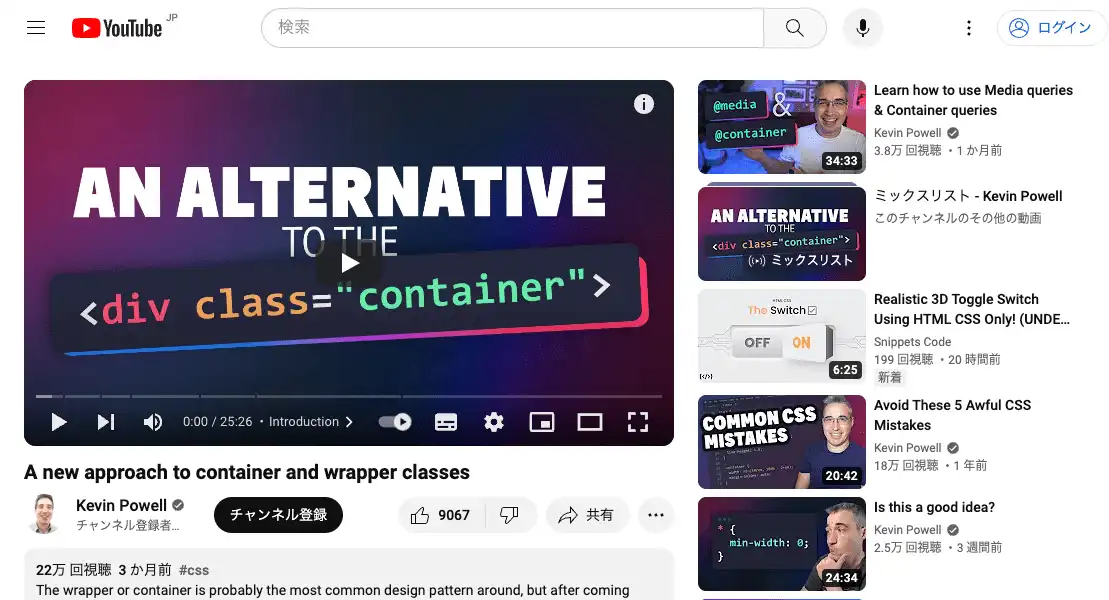 YouTube JP
検索
ログイン
AN ALTERNATIVE
TO THE
<div class="container">
0:00 / 25:26 ・ Introduction
A new approach to container and wrapper classes
Kevin Powell
チャンネル登録者...
チャンネル登録
9067
共有
22万 回視聴 3 か月前 #css
The wrapper or container is probably the most common design pattern around, but after coming
@media
&
@container
34:33
Learn how to use Media queries
& Container queries
Kevin Powell
3.8万 回視聴 ・1 か月前
AN ALTERNATIVE
TO THE
<div class="container">
ミックスリスト
ミックスリスト - Kevin Powell
このチャンネルのその他の動画
HTML CSS
The Switch
OFF ON
6:25
Realistic 3D Toggle Switch
Using HTML CSS Only! (UNDE...
Snippets Code
199 回視聴 ・20 時間前
新着
COMMON CSS
MISTAKES
20:42
Avoid These 5 Awful CSS
Mistakes
Kevin Powell
18万 回視聴 ・1 年前
* {
min-width: 0;
}
24:34
Is this a good idea?
Kevin Powell
2.5万 回視聴 ・3 週間前